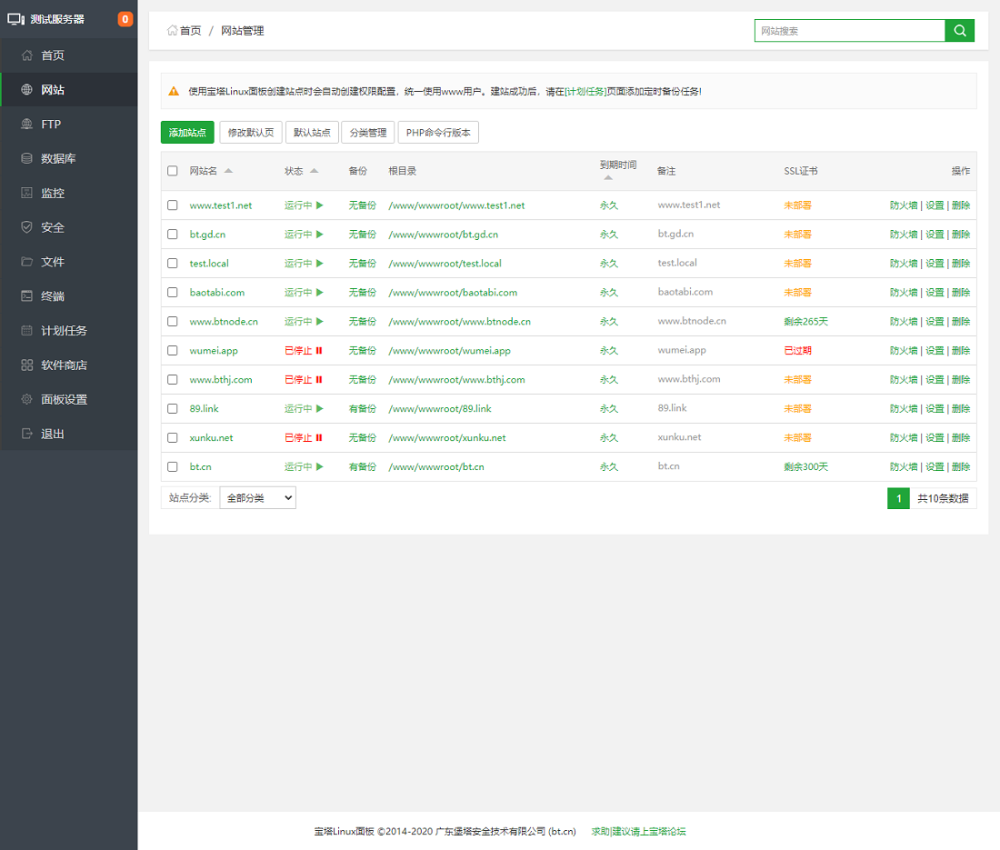 测试服务器 0
首页
网站
FTP
数据库
监控
安全
文件
终端
计划任务
软件商店
面板设置
退出
首页 / 网站管理
网站搜索
使用宝塔Linux面板创建站点时会自动创建权限配置，统一使用www用户。建站成功后，请在[计划任务]页面添加定时备份任务!
添加站点 修改默认页 默认站点 分类管理 PHP命令行版本
网站名 状态 备份 根目录 到期时间 备注 SSL证书 操作
www.test1.net 运行中 无备份 /www/wwwroot/www.test1.net 永久 www.test1.net 未部署 防火墙 | 设置 | 删除
bt.gd.cn 运行中 无备份 /www/wwwroot/bt.gd.cn 永久 bt.gd.cn 未部署 防火墙 | 设置 | 删除
test.local 运行中 无备份 /www/wwwroot/test.local 永久 test.local 未部署 防火墙 | 设置 | 删除
baotabi.com 运行中 无备份 /www/wwwroot/baotabi.com 永久 baotabi.com 未部署 防火墙 | 设置 | 删除
www.btnode.cn 运行中 无备份 /www/wwwroot/www.btnode.cn 永久 www.btnode.cn 剩余265天 防火墙 | 设置 | 删除
wumei.app 已停止 无备份 /www/wwwroot/wumei.app 永久 wumei.app 已过期 防火墙 | 设置 | 删除
www.bthj.com 已停止 无备份 /www/wwwroot/www.bthj.com 永久 www.bthj.com 未部署 防火墙 | 设置 | 删除
89.link 运行中 有备份 /www/wwwroot/89.link 永久 89.link 未部署 防火墙 | 设置 | 删除
xunku.net 已停止 无备份 /www/wwwroot/xunku.net 永久 xunku.net 未部署 防火墙 | 设置 | 删除
bt.cn 运行中 有备份 /www/wwwroot/bt.cn 永久 bt.cn 剩余300天 防火墙 | 设置 | 删除
站点分类: 全部分类 1 共10条数据
宝塔Linux面板 ©2014-2020 广东堡塔安全技术有限公司 (bt.cn) 求助|建议请上宝塔论坛